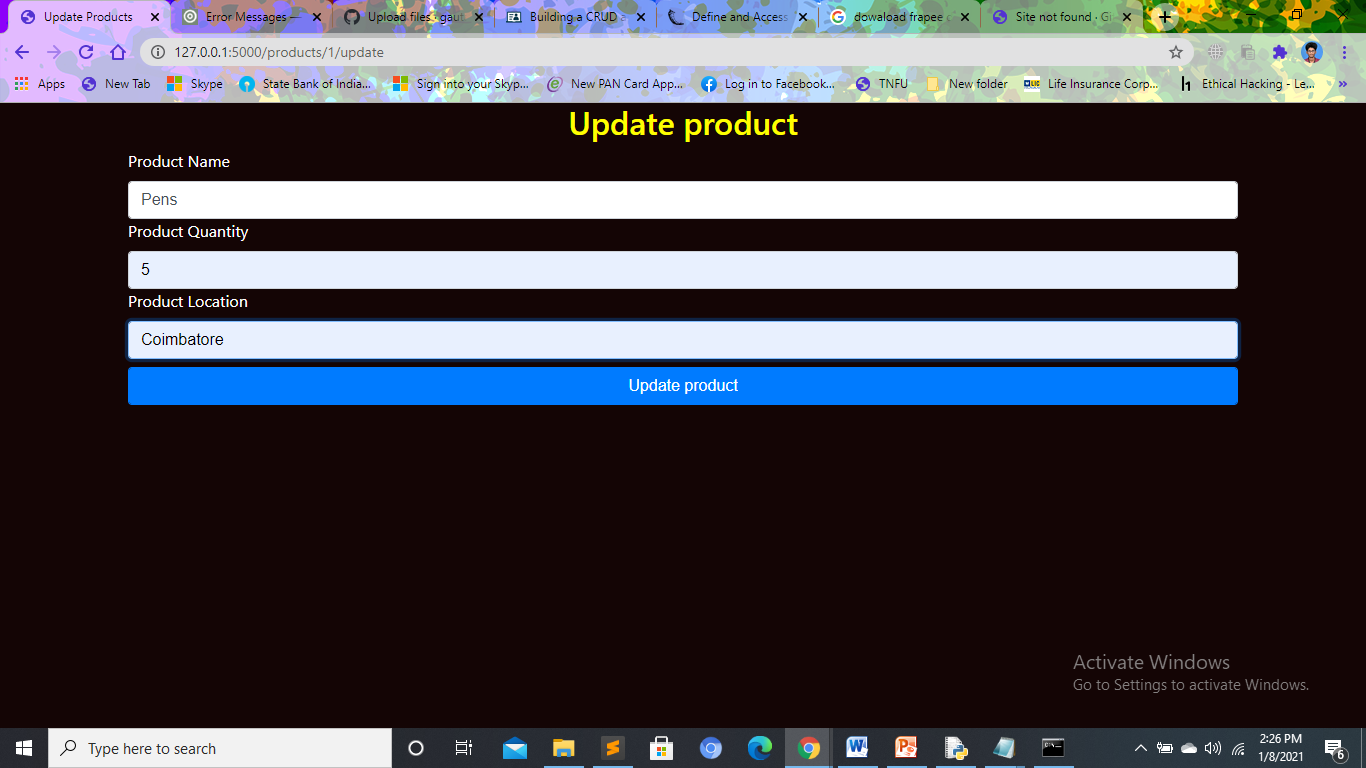 Update Products
Error Messages —
Upload files · gaut
Building a CRUD a
Define and Access
dowaload frapee c
Site not found · Gi
127.0.0.1:5000/products/1/update
Apps
New Tab
Skype
State Bank of India...
Sign into your Skyp...
New PAN Card App...
Log in to Facebook...
TNFU
New folder
Life Insurance Corp...
Ethical Hacking - Le...
Update product
Product Name
Pens
Product Quantity
5
Product Location
Coimbatore
Update product
Activate Windows
Go to Settings to activate Windows.
Type here to search
2:26 PM
1/8/2021
6